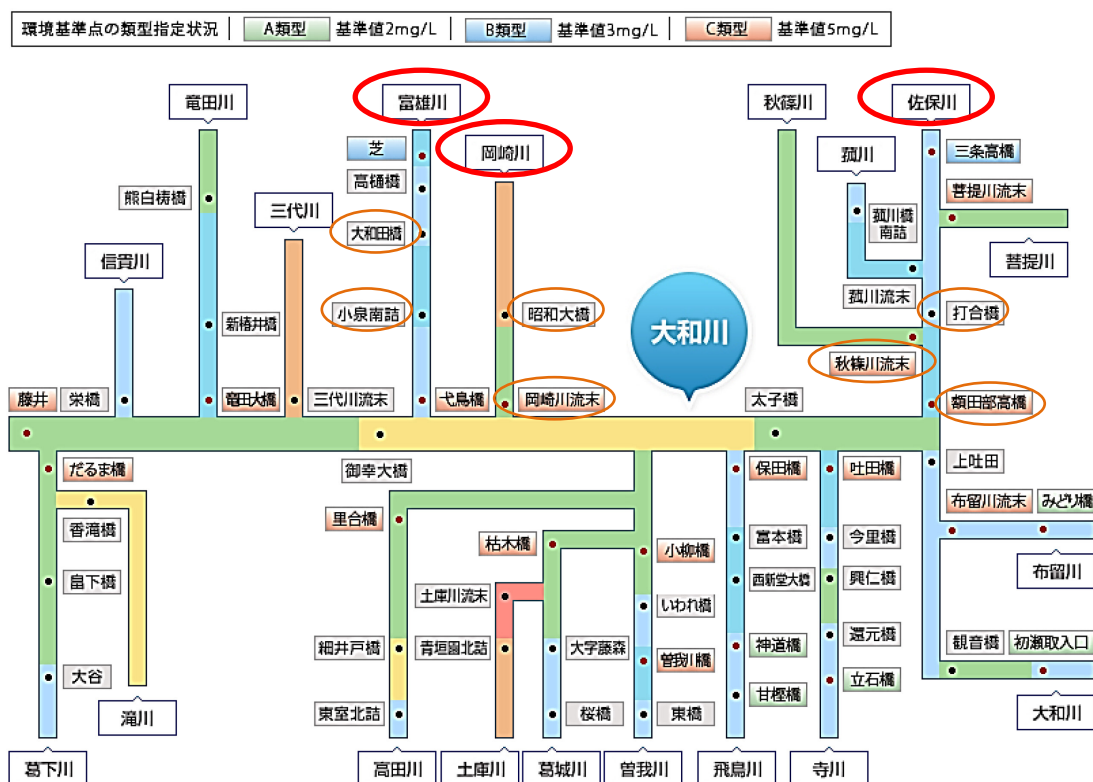 環境基準点の類型指定状況 A類型 基準値2mg/L B類型 基準値3mg/L C類型 基準値5mg/L
竜田川
富雄川
秋篠川
佐保川
芝
岡崎川
菰川
三条高橋
高樋橋
熊白梼橋
菩提川流末
三代川
大和田橋
菰川橋
南詰
信貴川
菩提川
菰川流末
新椿井橋
小泉南詰
昭和大橋
大和川
打合橋
秋篠川流末
藤井
栄橋
竜田大橋
三代川流末
弋鳥橋
岡崎川流末
太子橋
額田部高橋
だるま橋
御幸大橋
保田橋
吐田橋
上吐田
布留川流末
みどり橋
香滝橋
里合橋
枯木橋
小柳橋
富本橋
今里橋
布留川
畠下橋
土庫川流末
西新堂大橋
興仁橋
いわれ橋
細井戸橋
青垣園北詰
大字藤森
曽我川橋
神道橋
還元橋
観音橋
初瀬取入口
大谷
甘樫橋
立石橋
滝川
東室北詰
桜橋
東橋
大和川
葛下川
高田川
土庫川
葛城川
曽我川
飛鳥川
寺川